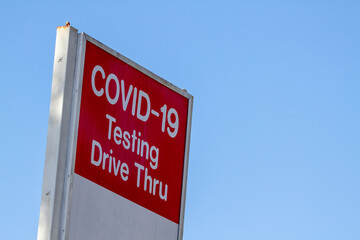 COVID-19
Testing
Drive Thru